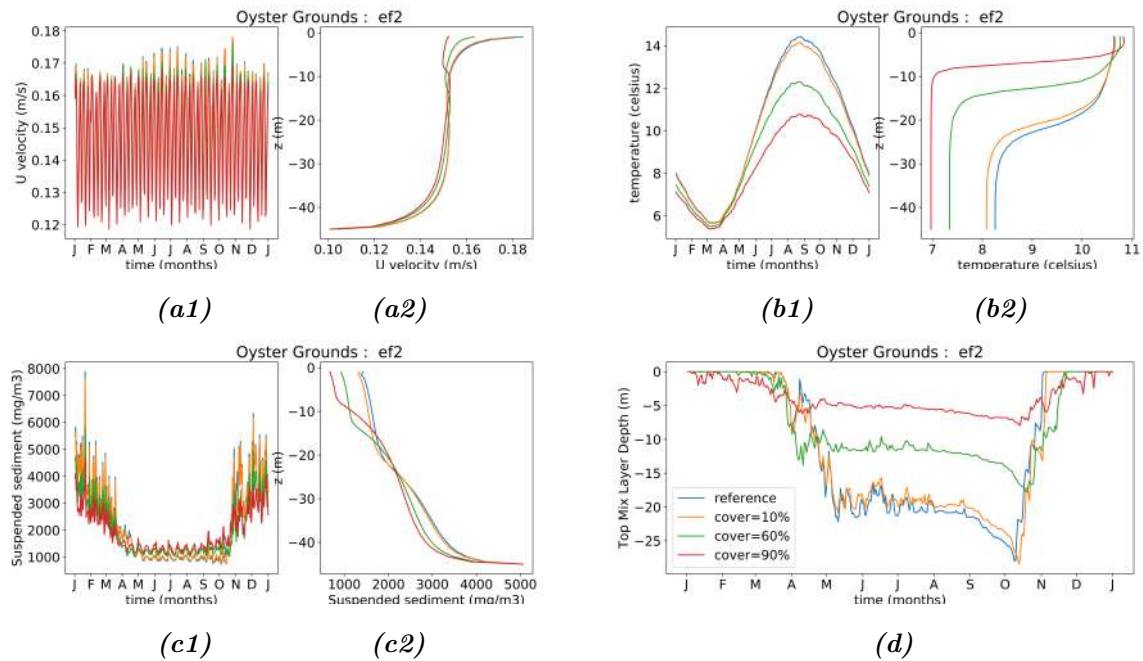 Oyster Grounds : ef2
U velocity (m/s)
0.18
0.17
0.16
0.15
0.14
0.13
0.12
J F M A M J J A S O N D J
time (months)
z (m)
0
−10
−20
−30
−40
0.10 0.12 0.14 0.16 0.18
U velocity (m/s)
(a1)
(a2)
Oyster Grounds : ef2
temperature (celsius)
14
12
10
8
6
J F M A M J J A S O N D J
time (months)
z (m)
0
−10
−20
−30
−40
7 8 9 10 11
temperature (celsius)
(b1)
(b2)
Oyster Grounds : ef2
Suspended sediment (mg/m3)
8000
7000
6000
5000
4000
3000
2000
1000
J F M A M J J A S O N D J
time (months)
z (m)
0
−10
−20
−30
−40
1000 2000 3000 4000 5000
Suspended sediment (mg/m3)
(c1)
(c2)
Oyster Grounds : ef2
Top Mix Layer Depth (m)
0
−5
−10
−15
−20
−25
reference
cover=10%
cover=60%
cover=90%
J F M A M J J A S O N D J
time (months)
(d)